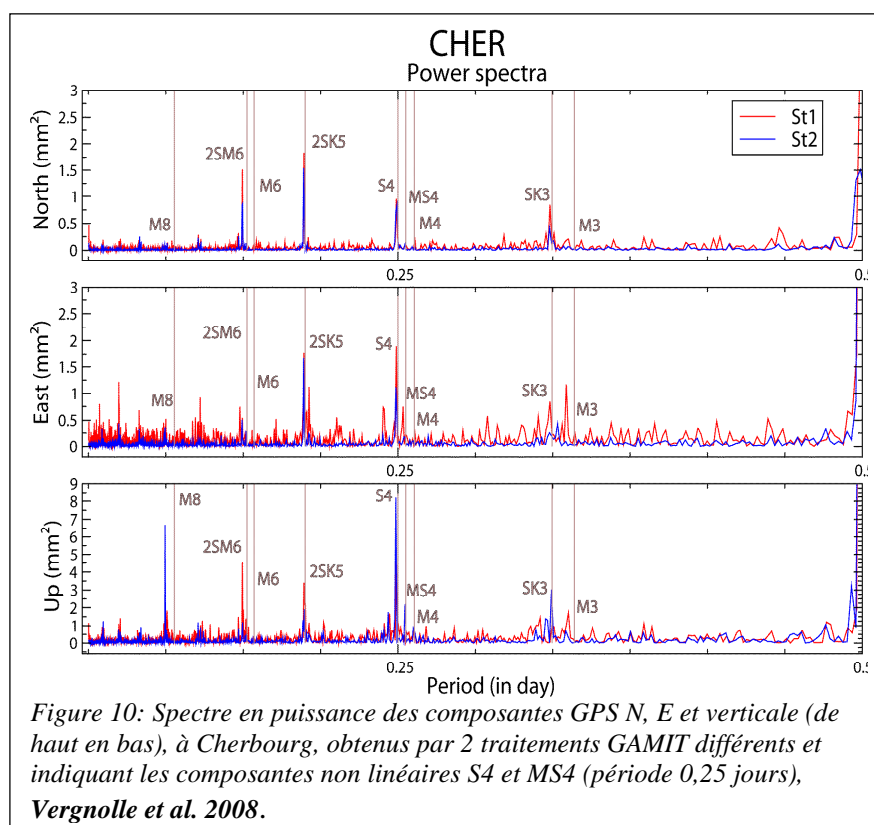 CHER
Power spectra
3
2.5
2
1.5
1
0.5
0
North (mm²)
M8
2SM6
M6
2SK5
S4
MS4
M4
SK3
M3
St1
St2
0.25
0.5
3
2.5
2
1.5
1
0.5
0
East (mm²)
M8
2SM6
M6
2SK5
S4
MS4
M4
SK3
M3
0.25
0.5
9
8
7
6
5
4
3
2
1
0
Up (mm²)
M8
2SM6
M6
2SK5
S4
MS4
M4
SK3
M3
0.25
Period (in day)
Figure 10: Spectre en puissance des composantes GPS N, E et verticale (de
haut en bas), à Cherbourg, obtenus par 2 traitements GAMIT différents et
indiquant les composantes non linéaires S4 et MS4 (période 0,25 jours),
Vergnolle et al. 2008.